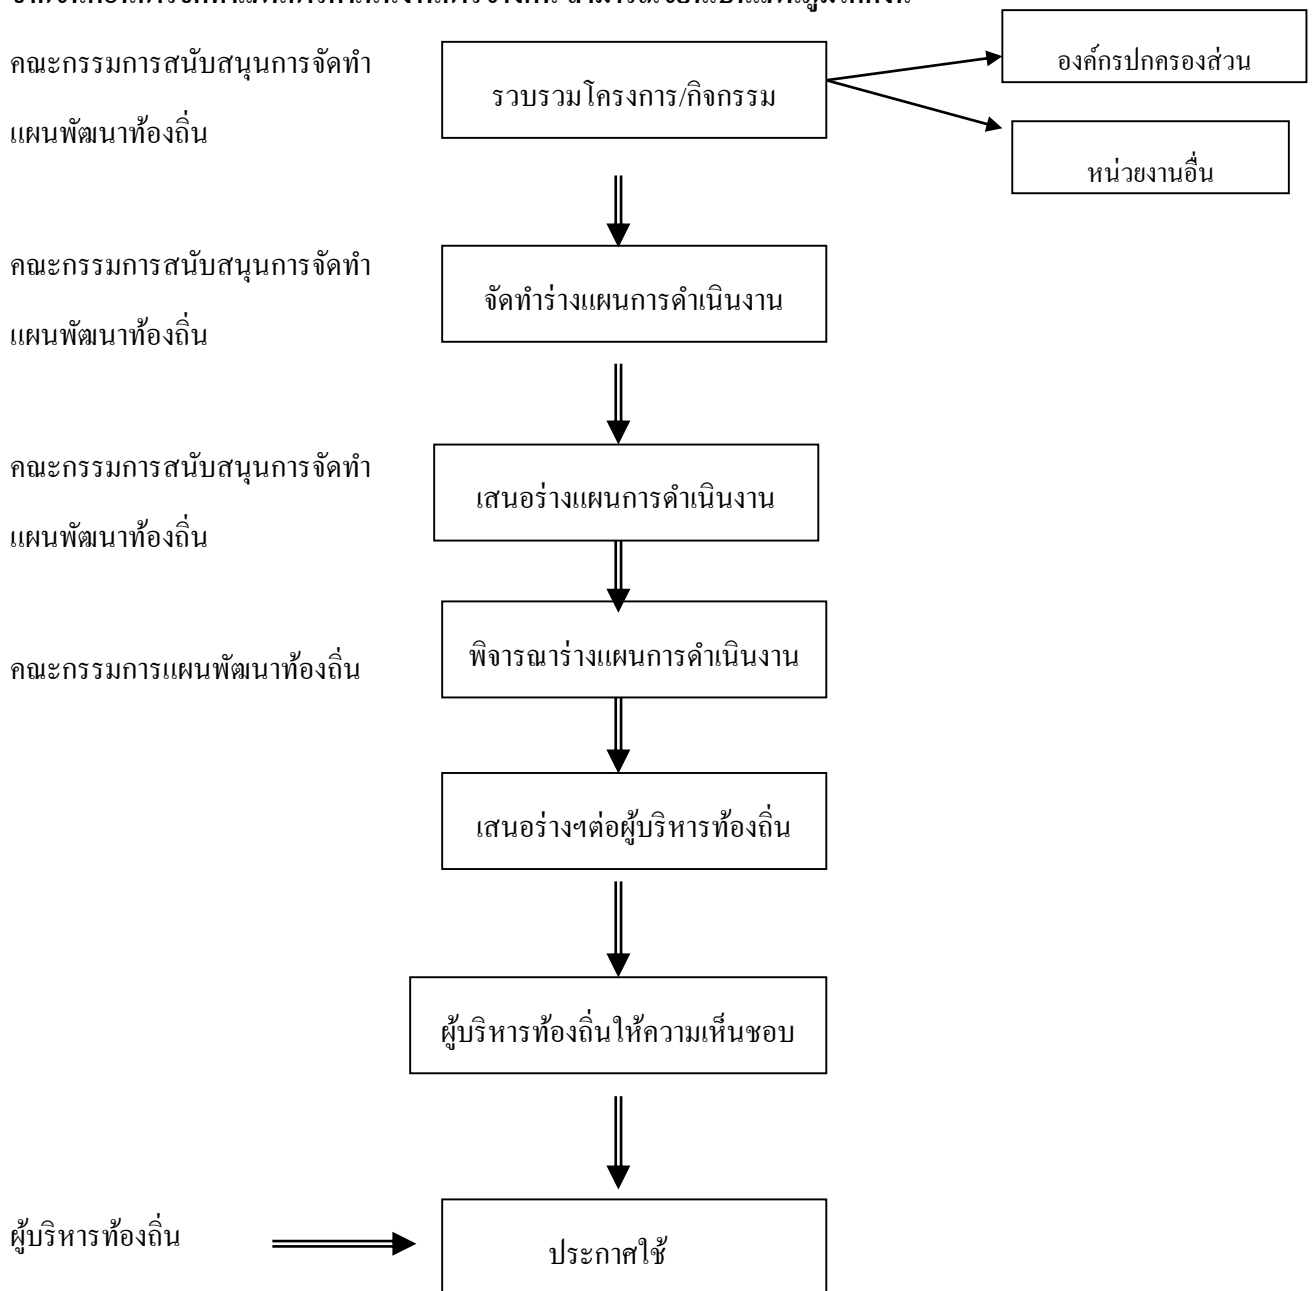 คณะกรรมการสนับสนุนการจัดทำ
แผนพัฒนาท้องถิ่น
รวบรวมโครงการ/กิจกรรม
องค์กรปกครองส่วน
หน่วยงานอื่น
คณะกรรมการสนับสนุนการจัดทำ
แผนพัฒนาท้องถิ่น
จัดทำร่างแผนการดำเนินงาน
คณะกรรมการสนับสนุนการจัดทำ
แผนพัฒนาท้องถิ่น
เสนอร่างแผนการดำเนินงาน
คณะกรรมการแผนพัฒนาท้องถิ่น
พิจารณาร่างแผนการดำเนินงาน
เสนอร่างฯต่อผู้บริหารท้องถิ่น
ผู้บริหารท้องถิ่นให้ความเห็นชอบ
ผู้บริหารท้องถิ่น
ประกาศใช้